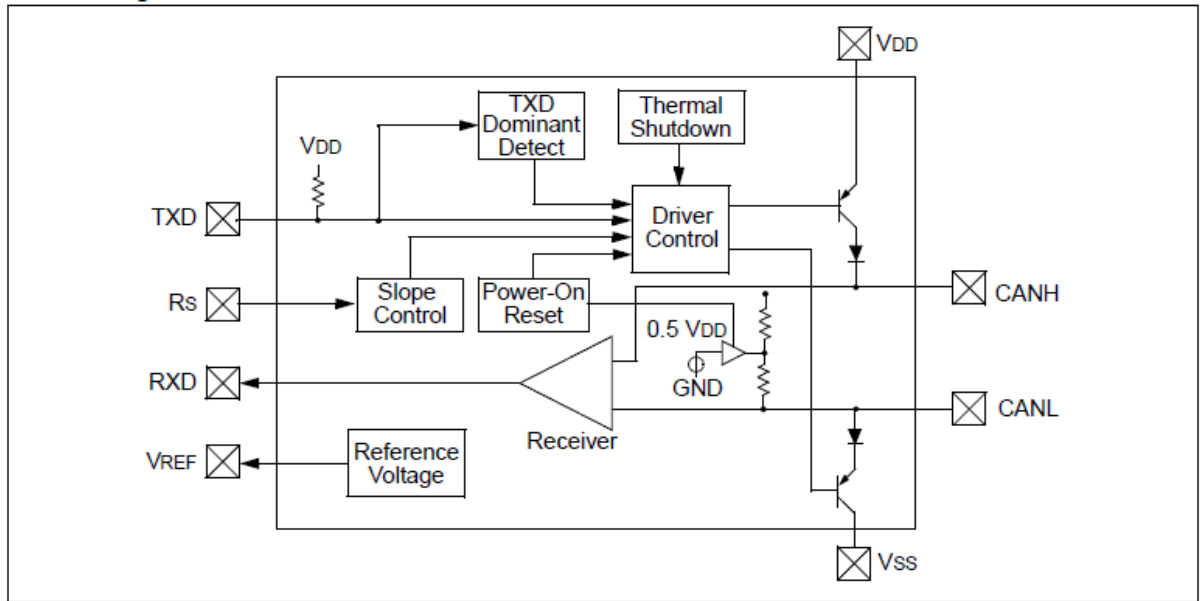 VDD
TXD
Dominant
Detect
Thermal
Shutdown
VDD
TXD
Driver
Control
RS
Slope
Control
Power-On
Reset
CANH
0.5 VDD
RXD
GND
CANL
Receiver
VREF
Reference
Voltage
VSS